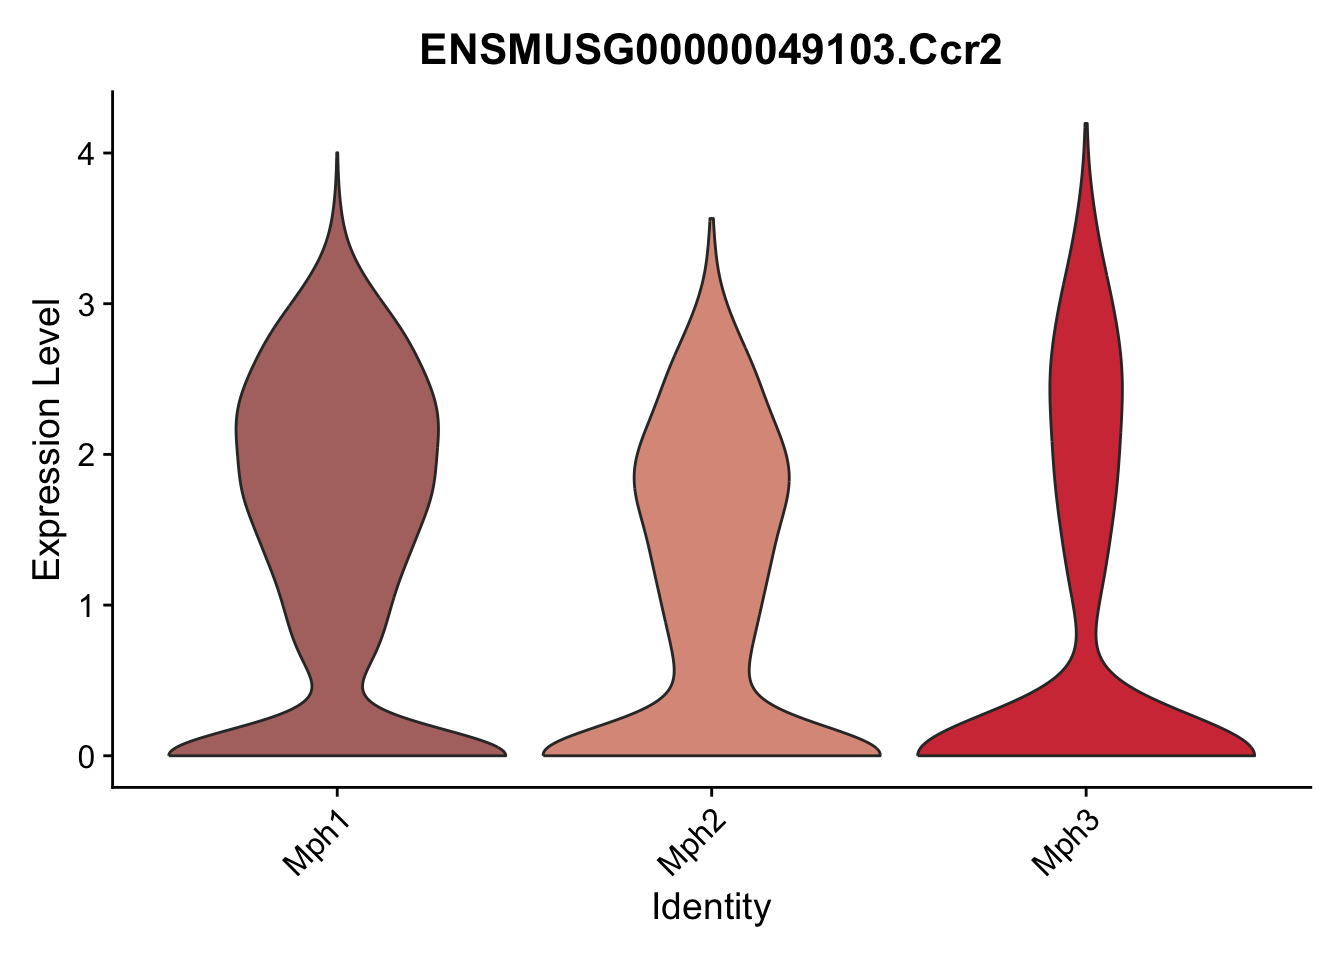 ENSMUSG00000049103.Ccr2
Expression Level
4
3
2
1
0
Mph1
Mph2
Mph3
Identity